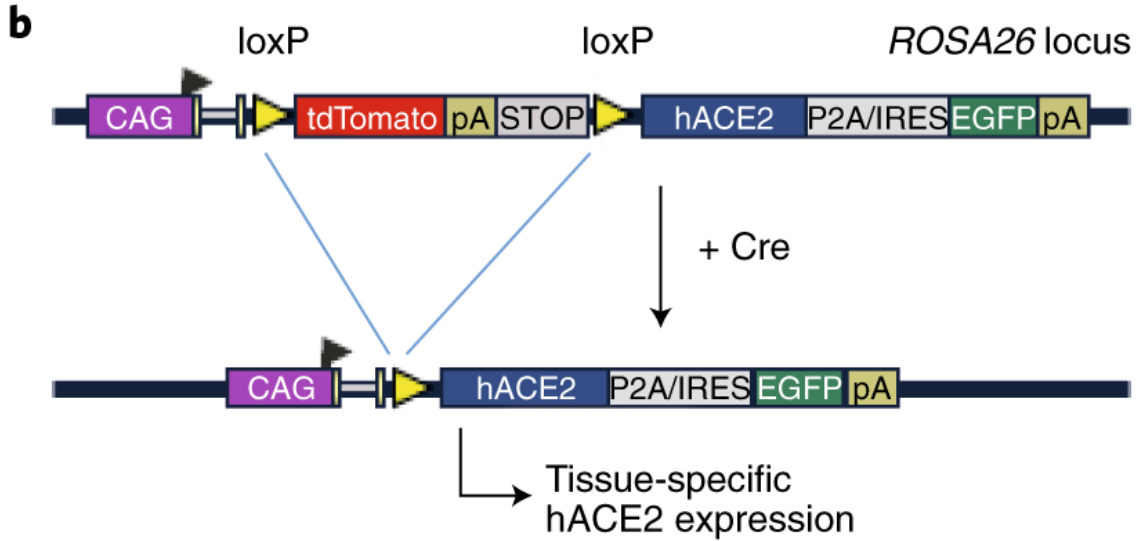 b
loxP loxP ROSA26 locus
CAG tdTomato pA STOP hACE2 P2A/IRES EGFP pA
+ Cre
CAG hACE2 P2A/IRES EGFP pA
Tissue-specific
hACE2 expression